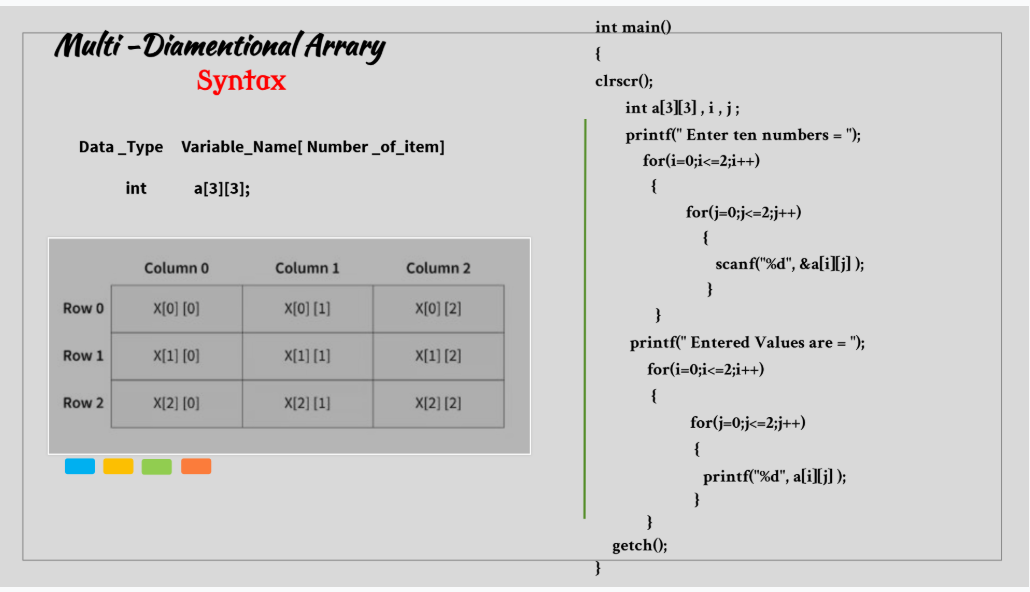 Multi -Diamentional Arrary
Syntax
Data _Type Variable_Name[ Number _of_item]
int a[3][3];
Column 0 Column 1 Column 2
Row 0 X[0] [0] X[0] [1] X[0] [2]
Row 1 X[1] [0] X[1] [1] X[1] [2]
Row 2 X[2] [0] X[2] [1] X[2] [2]
int main()
{
clrscr();
int a[3][3] , i , j ;
printf(" Enter ten numbers = ");
for(i=0;i<=2;i++)
{
for(j=0;j<=2;j++)
{
scanf("%d", &a[i][j] );
}
}
printf(" Entered Values are = ");
for(i=0;i<=2;i++)
{
for(j=0;j<=2;j++)
{
printf("%d", a[i][j] );
}
}
getch();
}